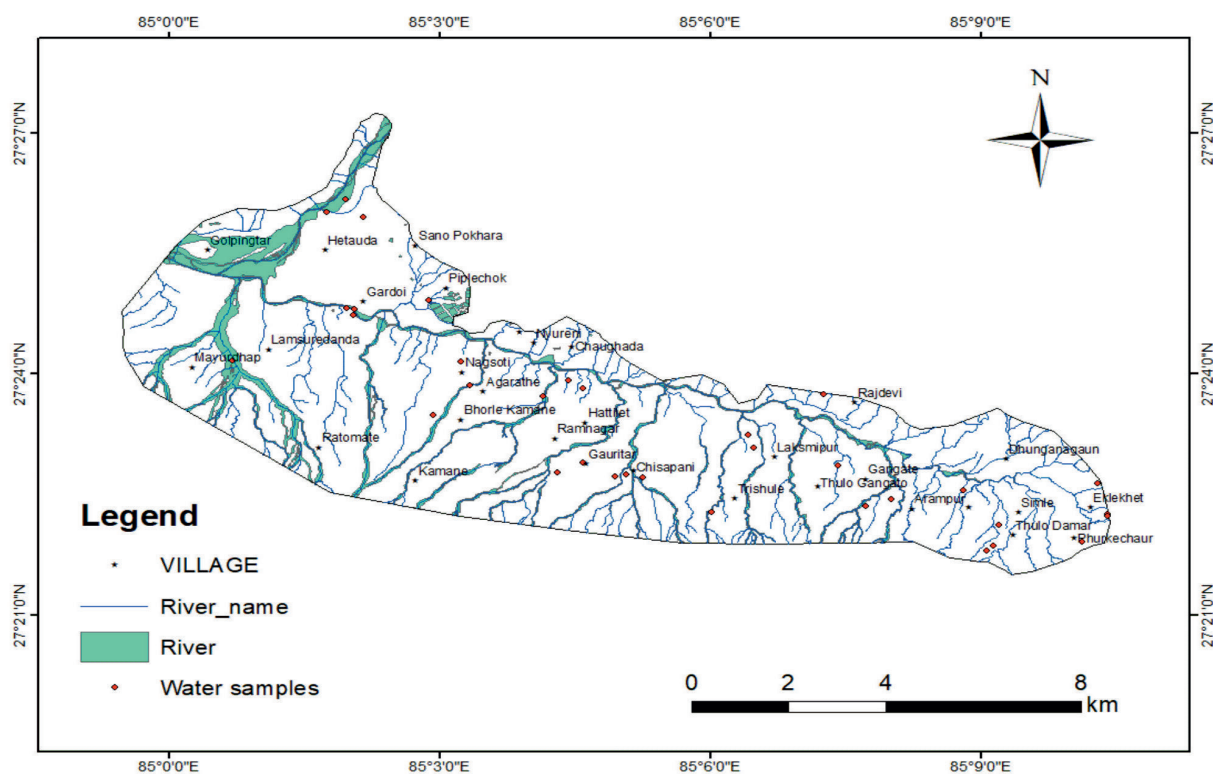 85°0'0"E 85°3'0"E 85°6'0"E 85°9'0"E
N
27°27'0"N 27°27'0"N
Golpingtar Hetauda Sano Pokhara
Piplechok
Gardoi
Nyureni
Lamsuredanda Chaughada
Mayurdhap Nagsoti
27°24'0"N 27°24'0"N
Agarathe
Rajdevi
Bhorle Kamane Hattitet
Ratomate Ramnagar
Gauritar Laksmipur Dhunganagaun
Kamane Chisapani Gangate
Trishule Thulo Gangato Arampur Simle Eklekhet
Thulo Damar
Phurkechaur
Legend
VILLAGE
River_name
River
Water samples
27°21'0"N 27°21'0"N
0 2 4 8
km
85°0'0"E 85°3'0"E 85°6'0"E 85°9'0"E